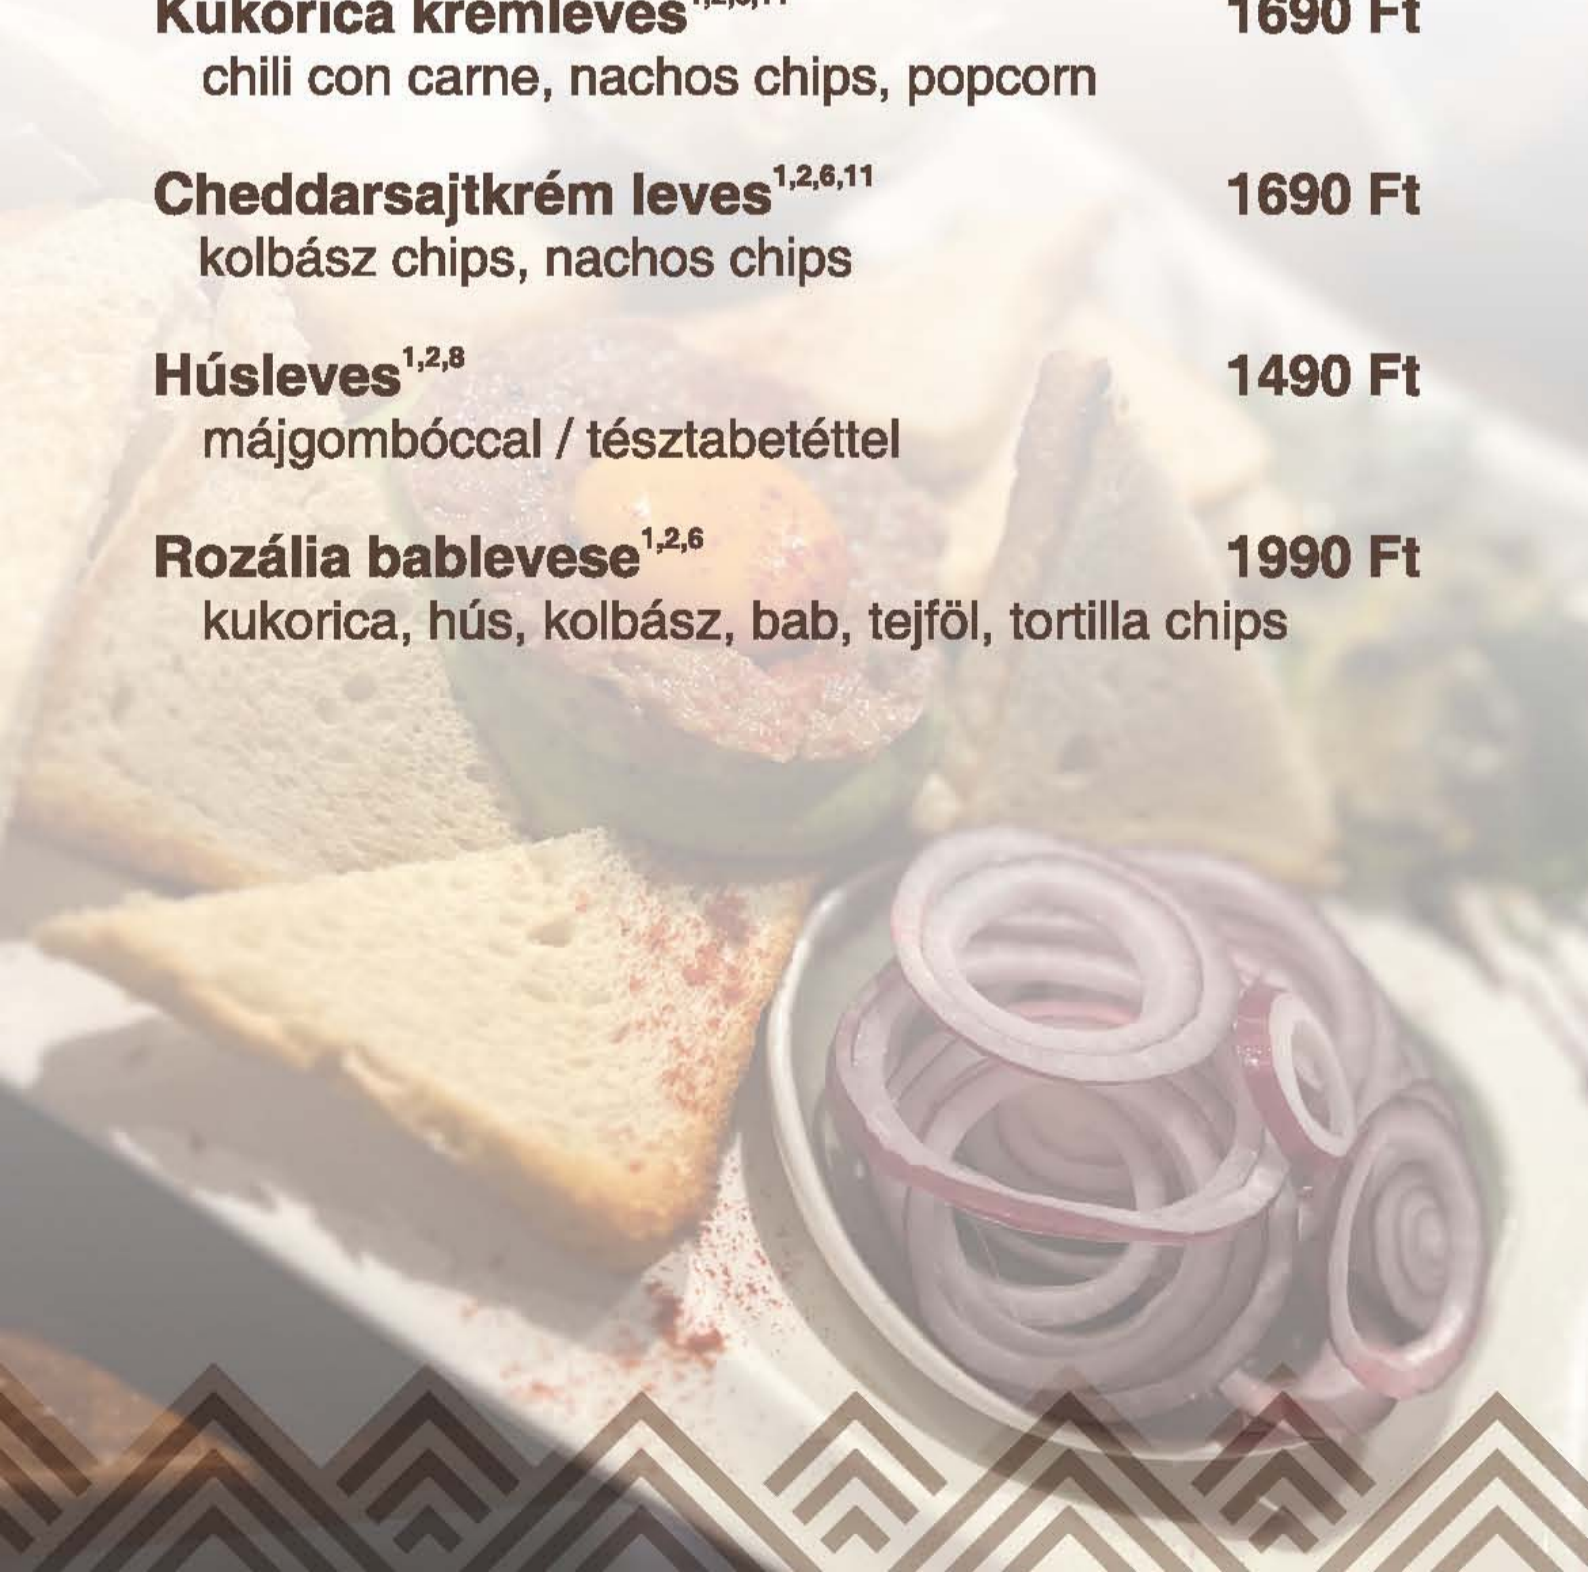 Kukorica krémleves
1690 Ft
chili con carne, nachos chips, popcorn
Cheddarsajtkrém leves1,2,6,11
1690 Ft
kolbász chips, nachos chips
Húsleves1,2,8
1490 Ft
májgombóccal / tésztabetéttel
Rozália bablevese1,2,6
1990 Ft
kukorica, hús, kolbász, bab, tejföl, tortilla chips